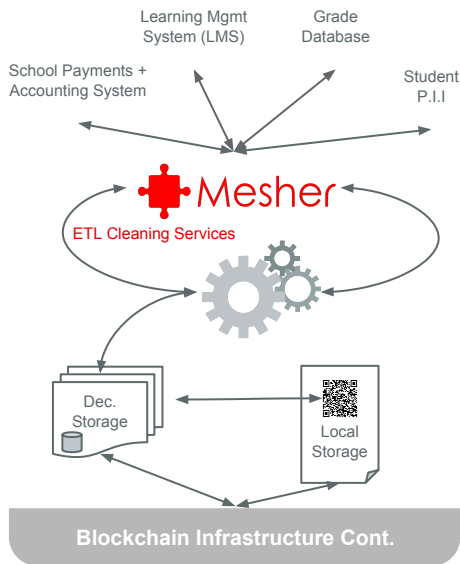 Learning Mgmt
System (LMS)
Grade
Database
School Payments +
Accounting System
Student
P.I.I
Mesher
ETL Cleaning Services
Dec.
Storage
Local
Storage
Blockchain Infrastructure Cont.